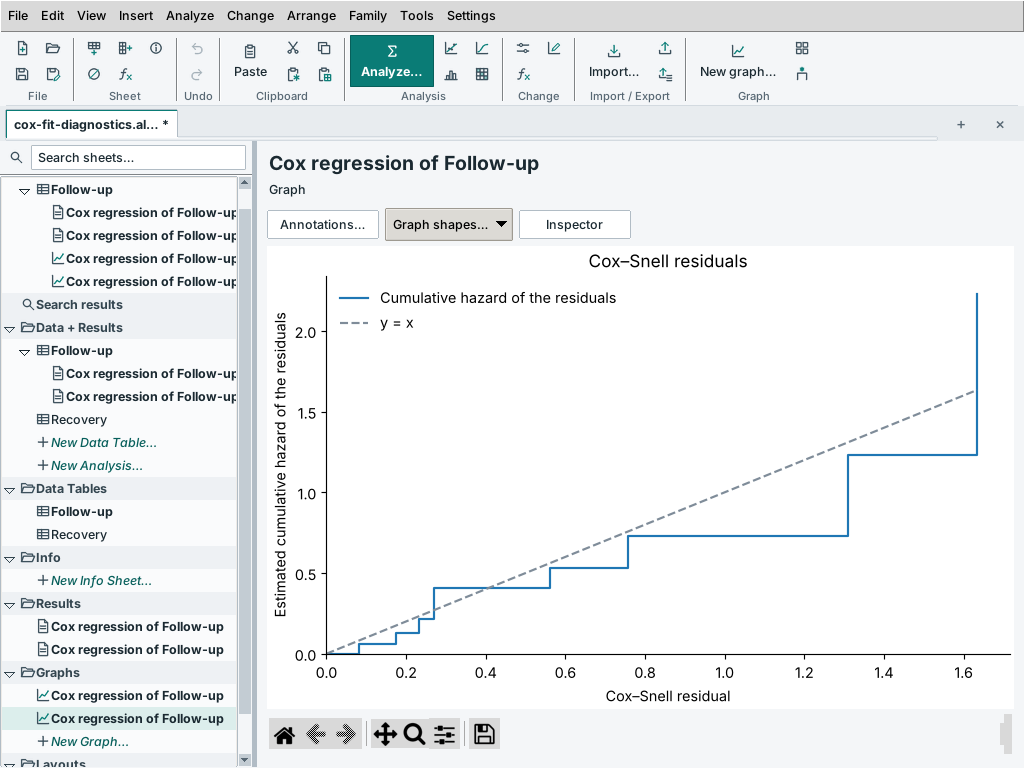 File Edit View Insert Analyze Change Arrange Family Tools Settings
Paste
Σ
Analyze...
Import...
New graph...
File Sheet Undo Clipboard Analysis Change Import / Export Graph
cox-fit-diagnostics.al... *
Search sheets...
Follow-up
Cox regression of Follow-up
Cox regression of Follow-up
Cox regression of Follow-up
Cox regression of Follow-up
Search results
Data + Results
Follow-up
Cox regression of Follow-up
Cox regression of Follow-up
Recovery
New Data Table...
New Analysis...
Data Tables
Follow-up
Recovery
Info
New Info Sheet...
Results
Cox regression of Follow-up
Cox regression of Follow-up
Graphs
Cox regression of Follow-up
Cox regression of Follow-up
New Graph...
Layouts
Cox regression of Follow-up
Graph
Annotations... Graph shapes... Inspector
Cox–Snell residuals
Cumulative hazard of the residuals
y = x
Estimated cumulative hazard of the residuals
2.0
1.5
1.0
0.5
0.0
0.0 0.2 0.4 0.6 0.8 1.0 1.2 1.4 1.6
Cox–Snell residual